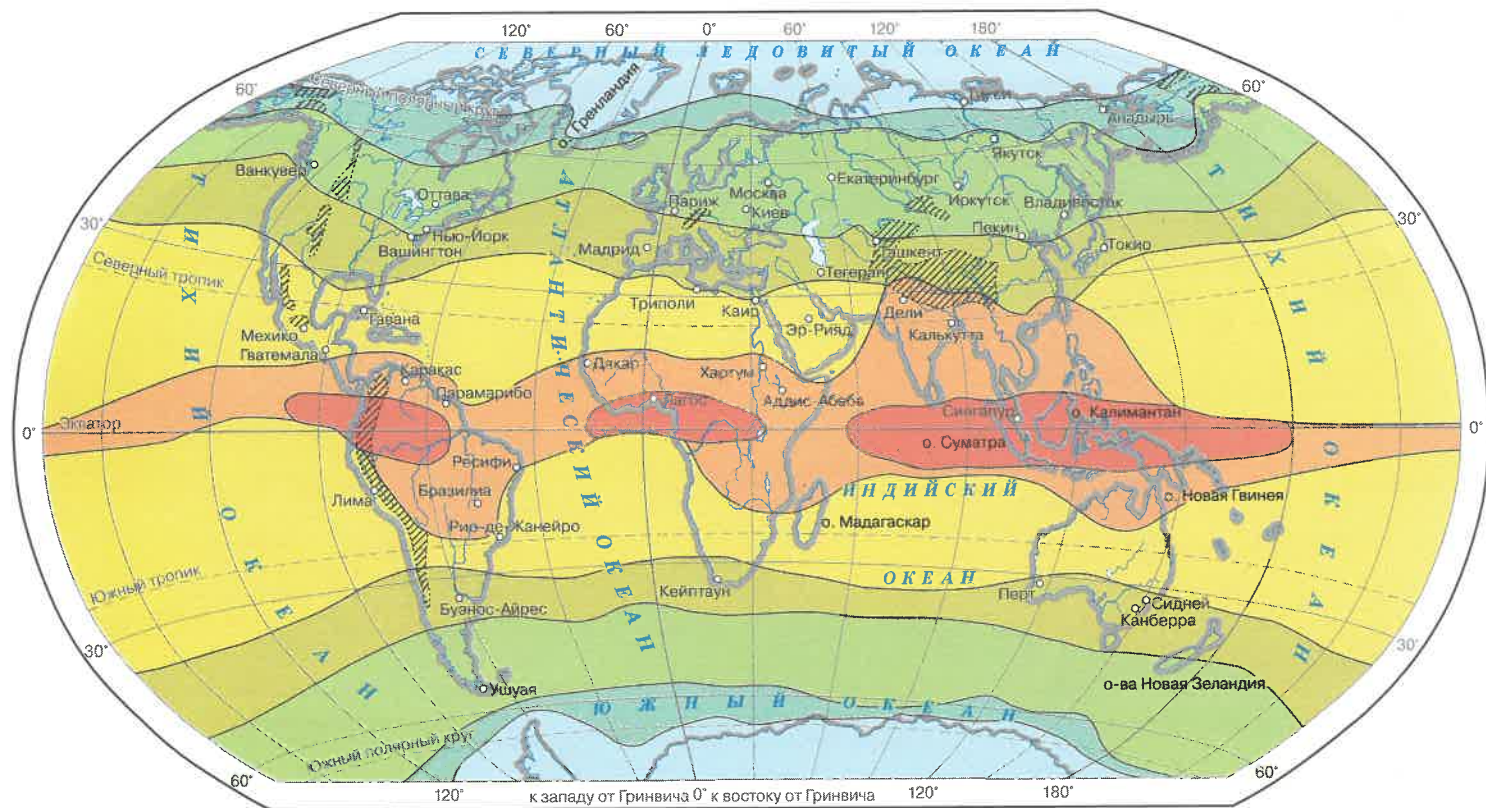 120° 60° 0° 60° 120° 180°
СЕВЕРНЫЙ ЛЕДОВИТЫЙ ОКЕАН
60°
60°
Северный полярный круг
о. Гренландия
Тикси
Анадырь
Якутск
Ванкувер
Оттава
Москва
Екатеринбург
Париж
Киев
Иркутск
Владивосток
30°
30°
Нью-Йорк
Вашингтон
Мадрид
Ташкент
Пекин
Токио
Тегеран
Северный тропик
Триполи
Каир
Эр-Рияд
Дели
Калькутта
Гавана
Мехико
Гватемала
Каракас
Парамарибо
Дакар
Хартум
Аддис-Абеба
Лагос
Сингапур
о. Калимантан
Экватор
0°
0°
о. Суматра
Ресифи
Бразилиа
Лима
Рио-де-Жанейро
ИНДИЙСКИЙ
ОКЕАН
о. Новая Гвинея
о. Мадагаскар
Южный тропик
Буэнос-Айрес
Кейптаун
Перт
Сидней
Канберра
30°
30°
Ушуая
о-ва Новая Зеландия
ТИХИЙ ОКЕАН
АТЛАНТИЧЕСКИЙ ОКЕАН
ТИХИЙ ОКЕАН
ЮЖНЫЙ ОКЕАН
Южный полярный круг
60°
60°
120° к западу от Гринвича 0° к востоку от Гринвича 120° 180°